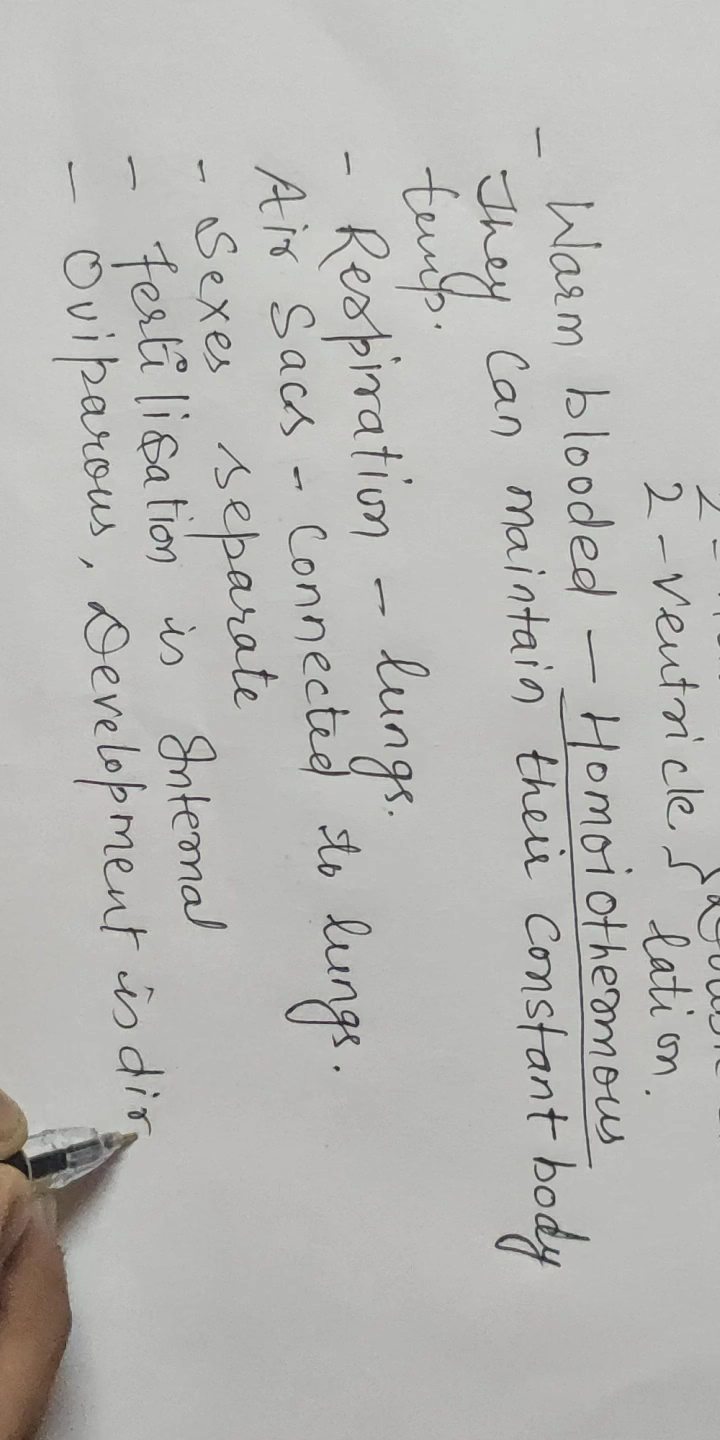 2 - Ventricle
lation.
- Warm blooded - Homoiothermous
They can maintain their constant body
temp.
- Respiration - lungs.
Air Sacs - Connected to lungs.
- Sexes separate
- fertilisation is Internal
- Oviparous, Development is dir